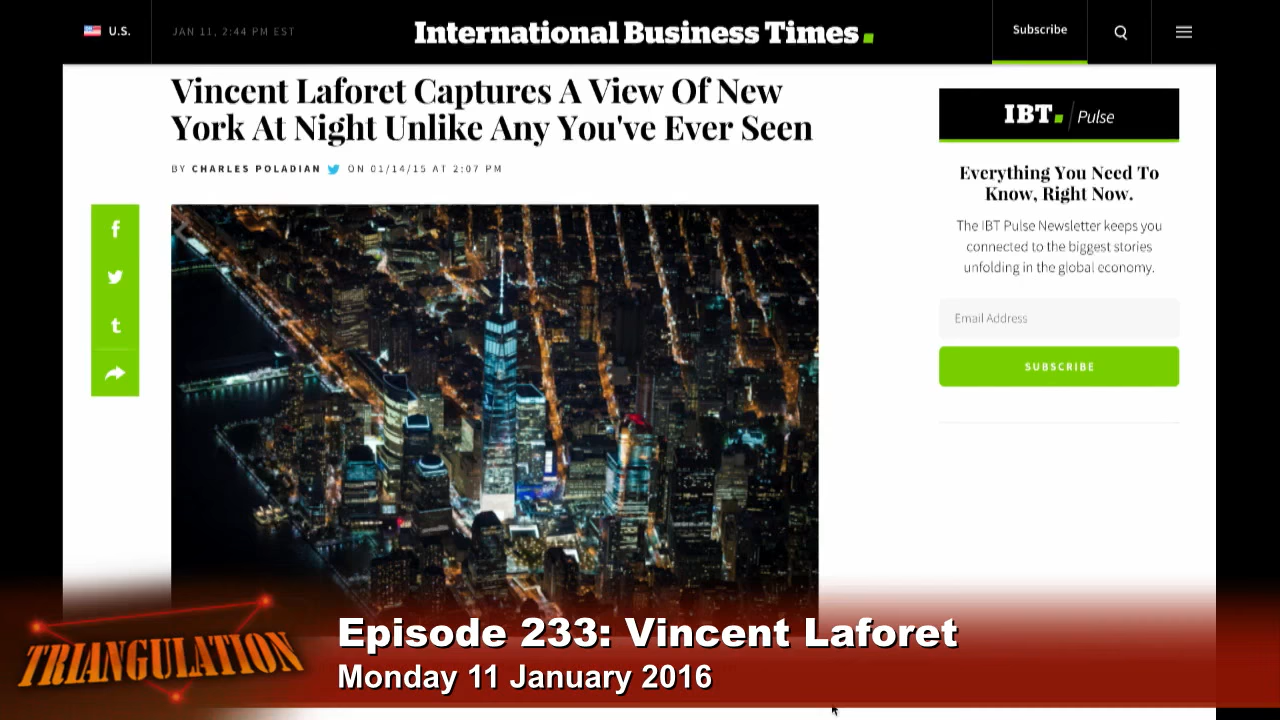 U.S.
JAN 11, 2:44 PM EST
International Business Times
Subscribe
Vincent Laforet Captures A View Of New
York At Night Unlike Any You've Ever Seen
BY CHARLES POLADIAN ON 01/14/15 AT 2:07 PM
IBT Pulse
Everything You Need To
Know, Right Now.
The IBT Pulse Newsletter keeps you
connected to the biggest stories
unfolding in the global economy.
Email Address
SUBSCRIBE
TRIANGULATION
Episode 233: Vincent Laforet
Monday 11 January 2016